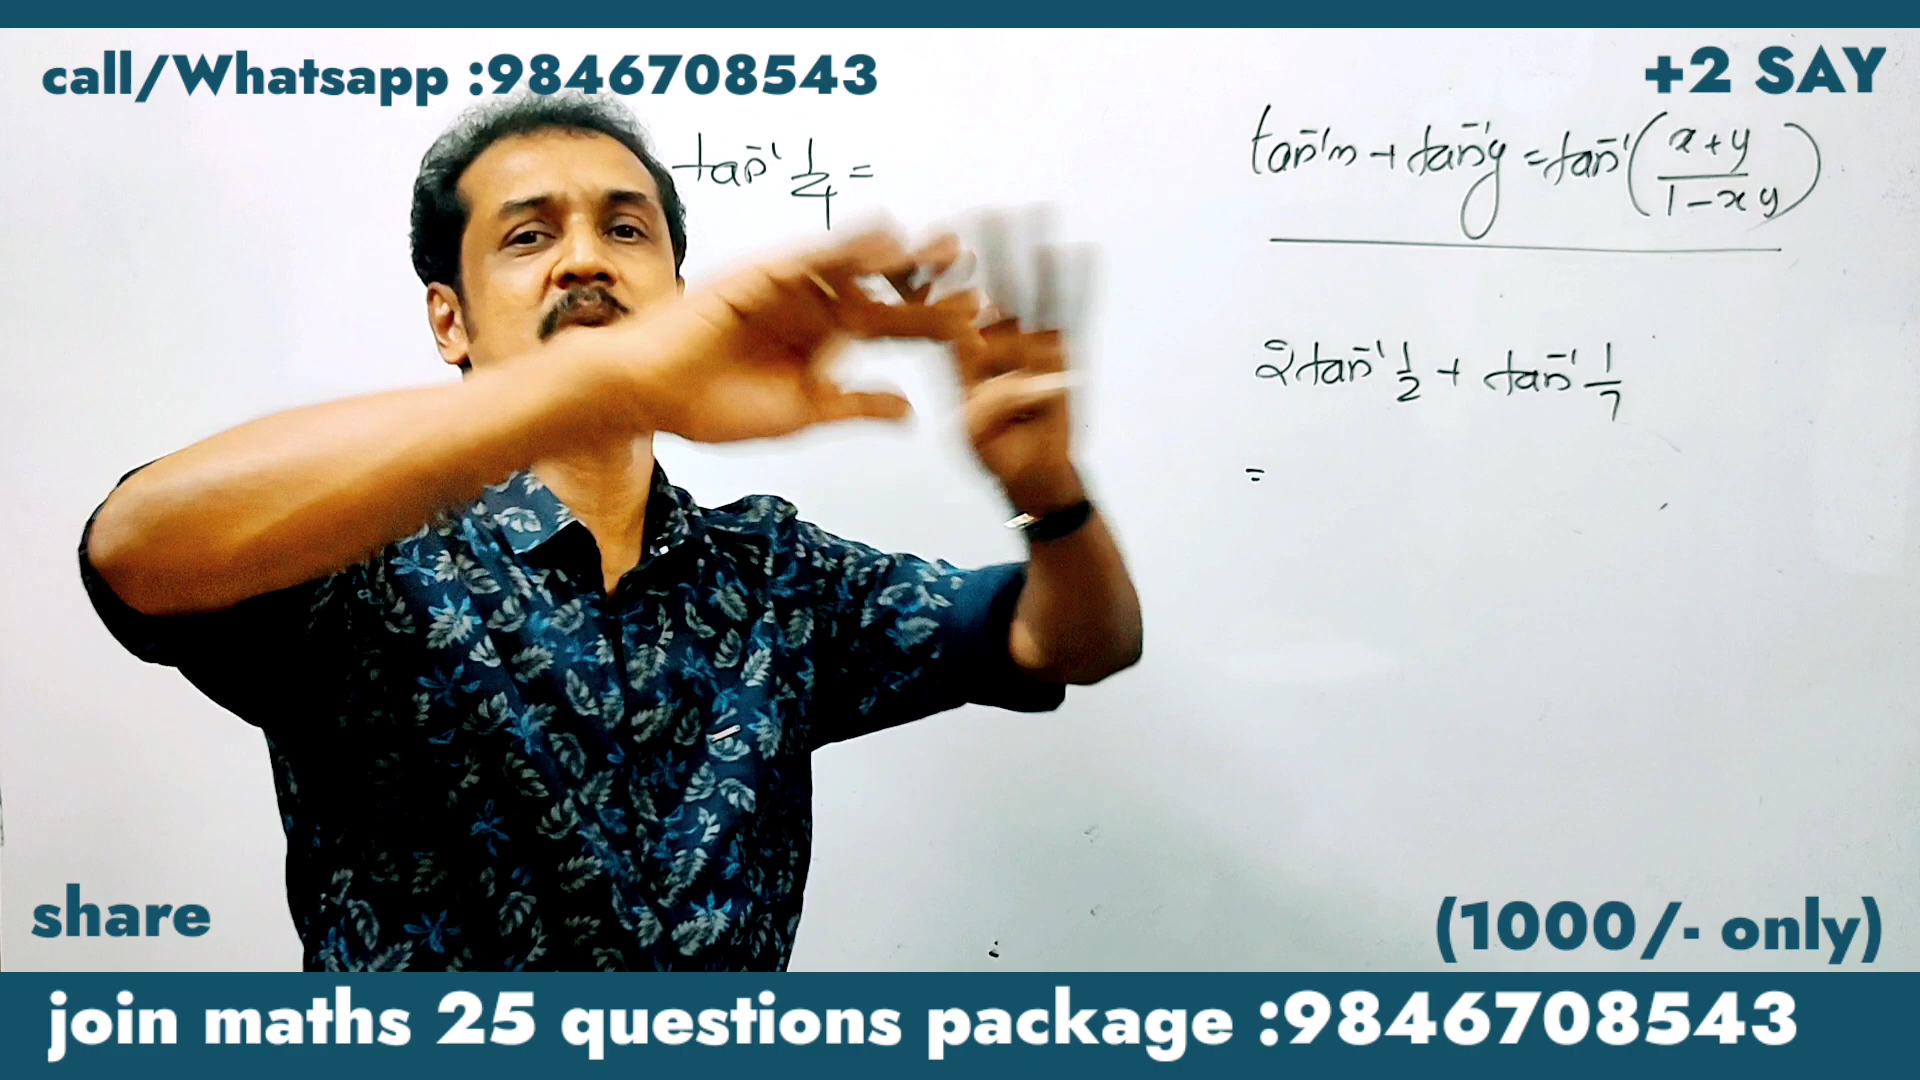 call/Whatsapp :9846708543
+2 SAY
tan⁻¹ 1/4 =
tan⁻¹x + tan⁻¹y = tan⁻¹(x+y/1-xy)
2tan⁻¹ 1/2 + tan⁻¹ 1/7
=
share
(1000/- only)
join maths 25 questions package :9846708543